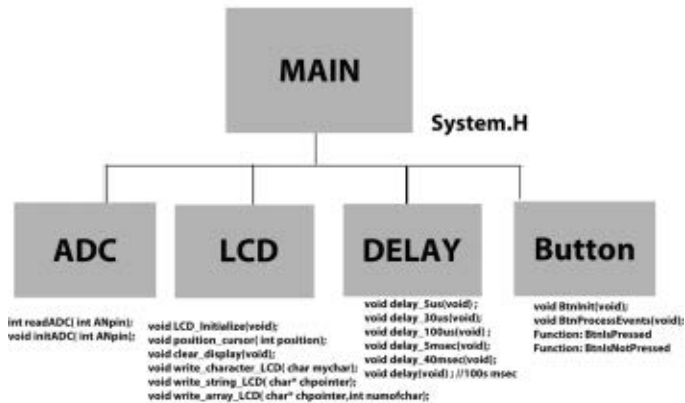 MAIN
System.H
ADC
LCD
DELAY
Button
int readADC( int ANpin);
void initADC( int ANpin);
void LCD_Initialize(void);
void position_cursor( int position);
void clear_display(void);
void write_character_LCD( char mychar);
void write_string_LCD( char* chpointer);
void write_array_LCD( char* chpointer,int numofchar);
void delay_5us(void) ;
void delay_30us(void);
void delay_100us(void) ;
void delay_5msec(void);
void delay_40msec(void);
void delay(void) ; //100s msec
void BtnInit(void);
void BtnProcessEvents(void);
Function: BtnIsPressed
Function: BtnIsNotPressed